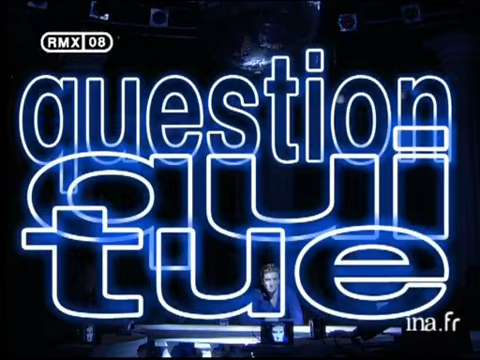 RMX 08
question
qui
tue
ina.fr